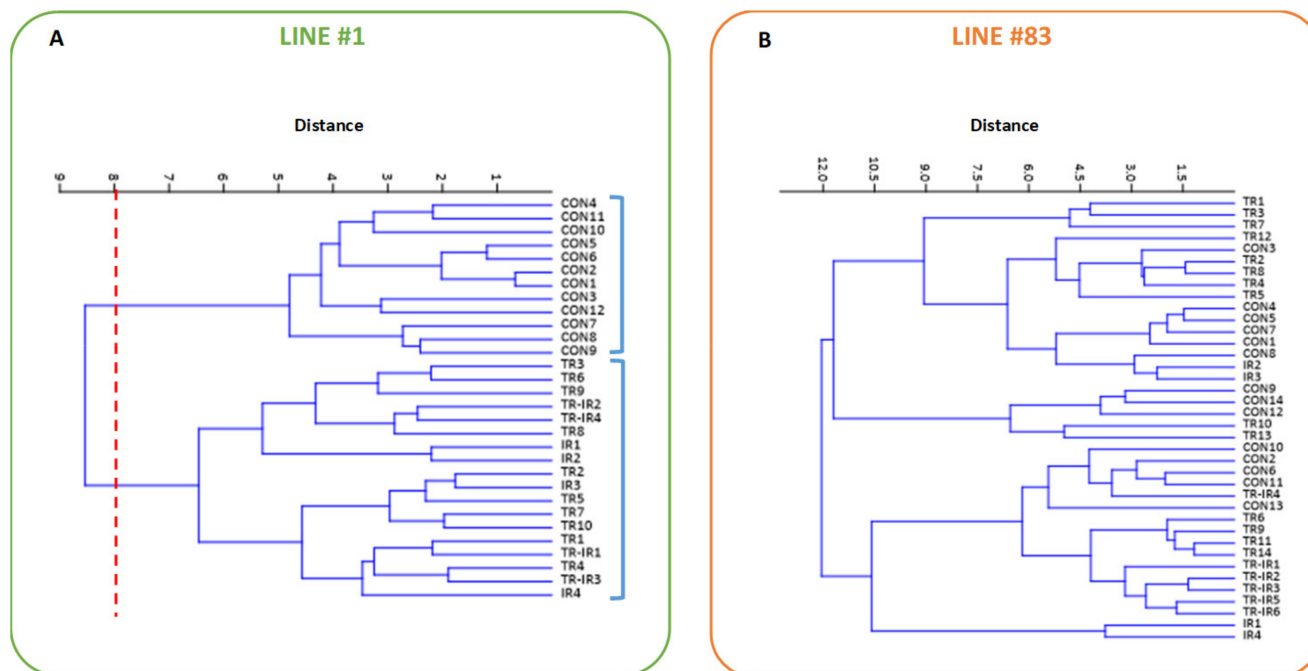 A
LINE #1
Distance
9 8 7 6 5 4 3 2 1
CON4
CON11
CON10
CON5
CON6
CON2
CON1
CON3
CON12
CON7
CON8
CON9
TR3
TR6
TR9
TR-IR2
TR-IR4
TR8
IR1
IR2
TR2
IR3
TR5
TR7
TR10
TR1
TR-IR1
TR4
TR-IR3
IR4
B
LINE #83
Distance
12.0 10.5 9.0 7.5 6.0 4.5 3.0 1.5
TR1
TR3
TR7
TR12
CON3
TR2
TR8
TR4
TR5
CON4
CON5
CON7
CON1
CON8
IR2
IR3
CON9
CON14
CON12
TR10
TR13
CON10
CON2
CON6
CON11
TR-IR4
CON13
TR6
TR9
TR11
TR14
TR-IR1
TR-IR2
TR-IR3
TR-IR5
TR-IR6
IR1
IR4